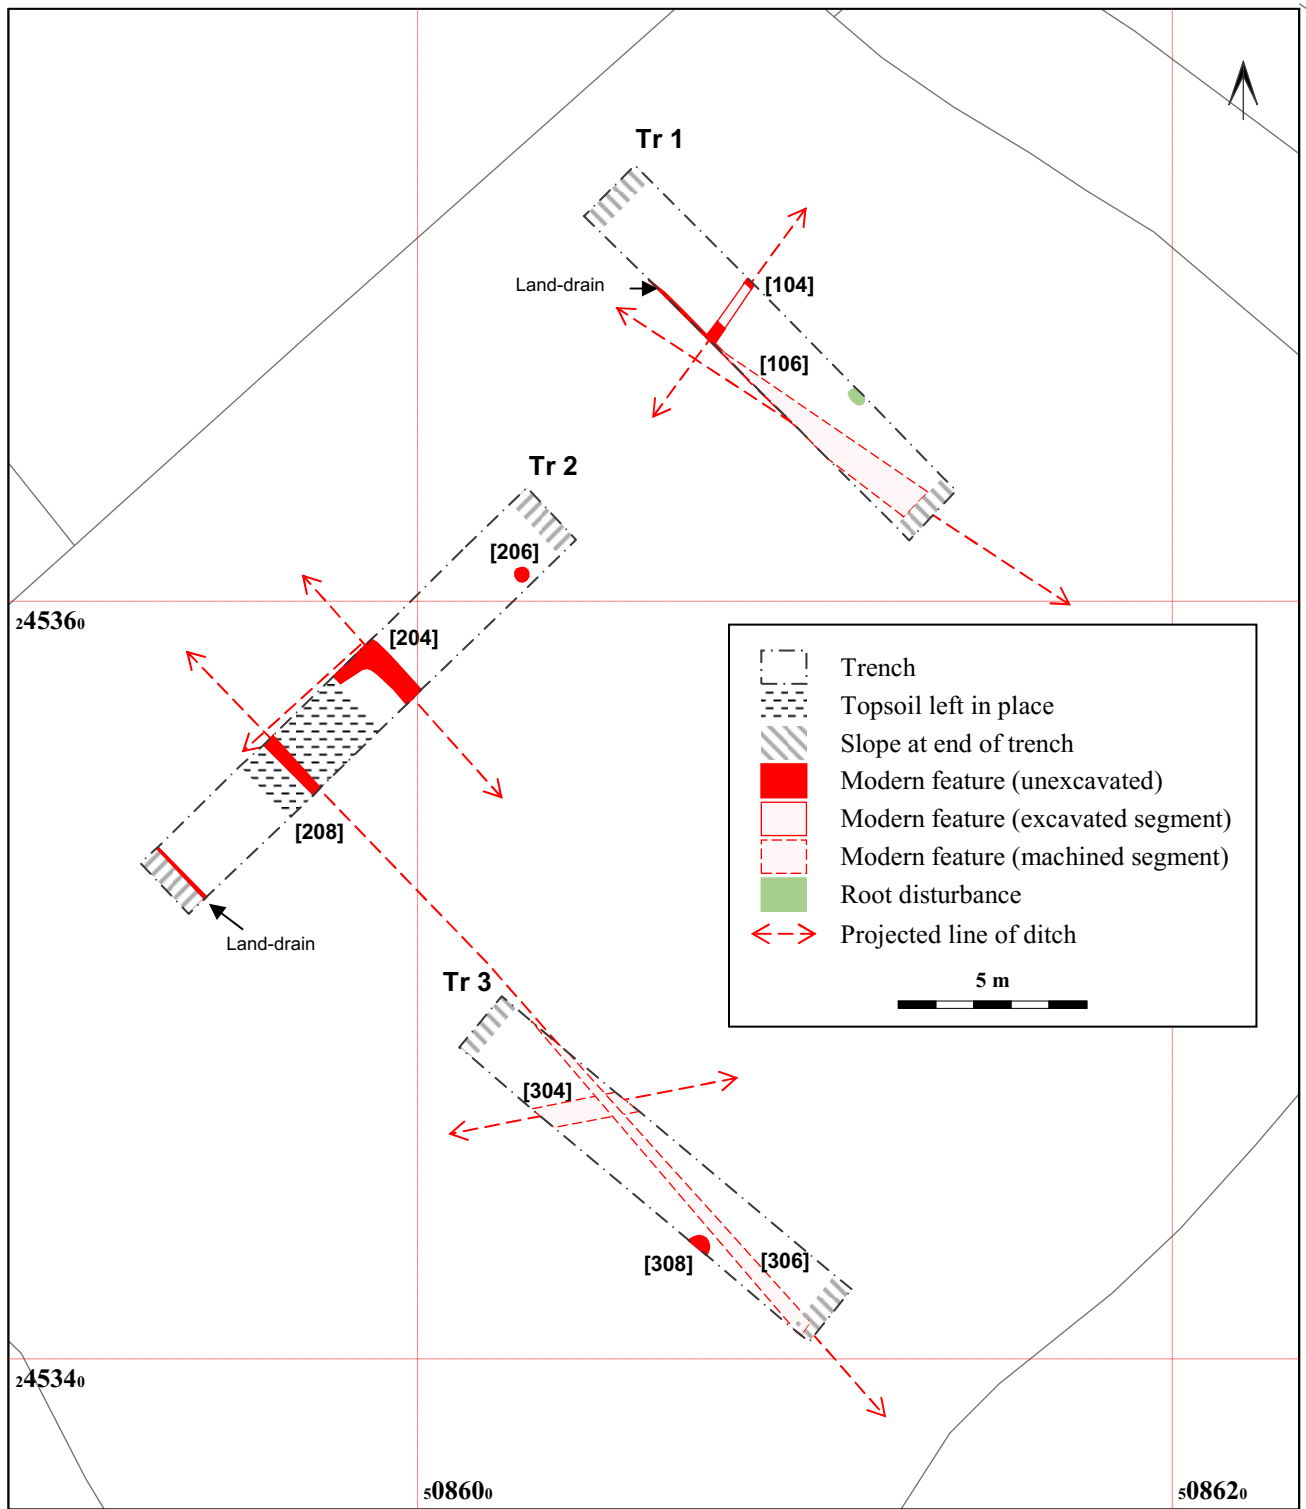 Tr 1
Land-drain
[104]
[106]
Tr 2
[206]
245360
[204]
[208]
Land-drain
Trench
Topsoil left in place
Slope at end of trench
Modern feature (unexcavated)
Modern feature (excavated segment)
Modern feature (machined segment)
Root disturbance
Projected line of ditch
5 m
Tr 3
[304]
[308]
[306]
245340
508600
508620